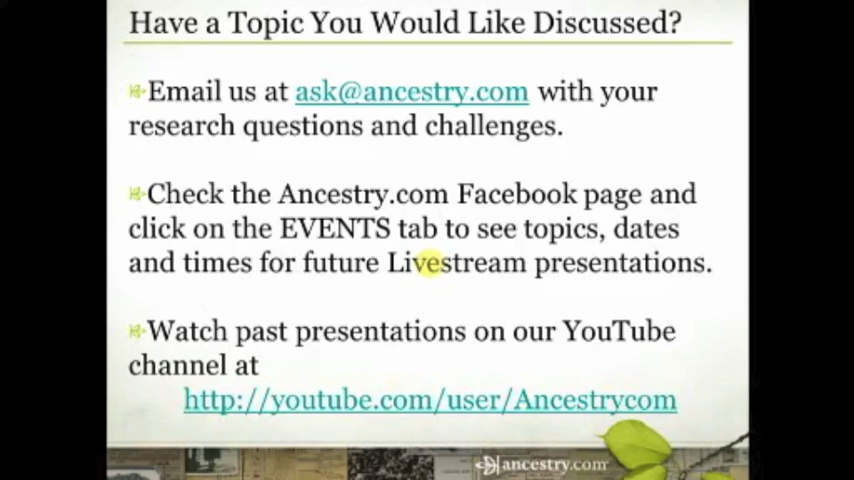 Have a Topic You Would Like Discussed?
Email us at ask@ancestry.com with your
research questions and challenges.
Check the Ancestry.com Facebook page and
click on the EVENTS tab to see topics, dates
and times for future Livestream presentations.
Watch past presentations on our YouTube
channel at
http://youtube.com/user/Ancestrycom
ancestry.com